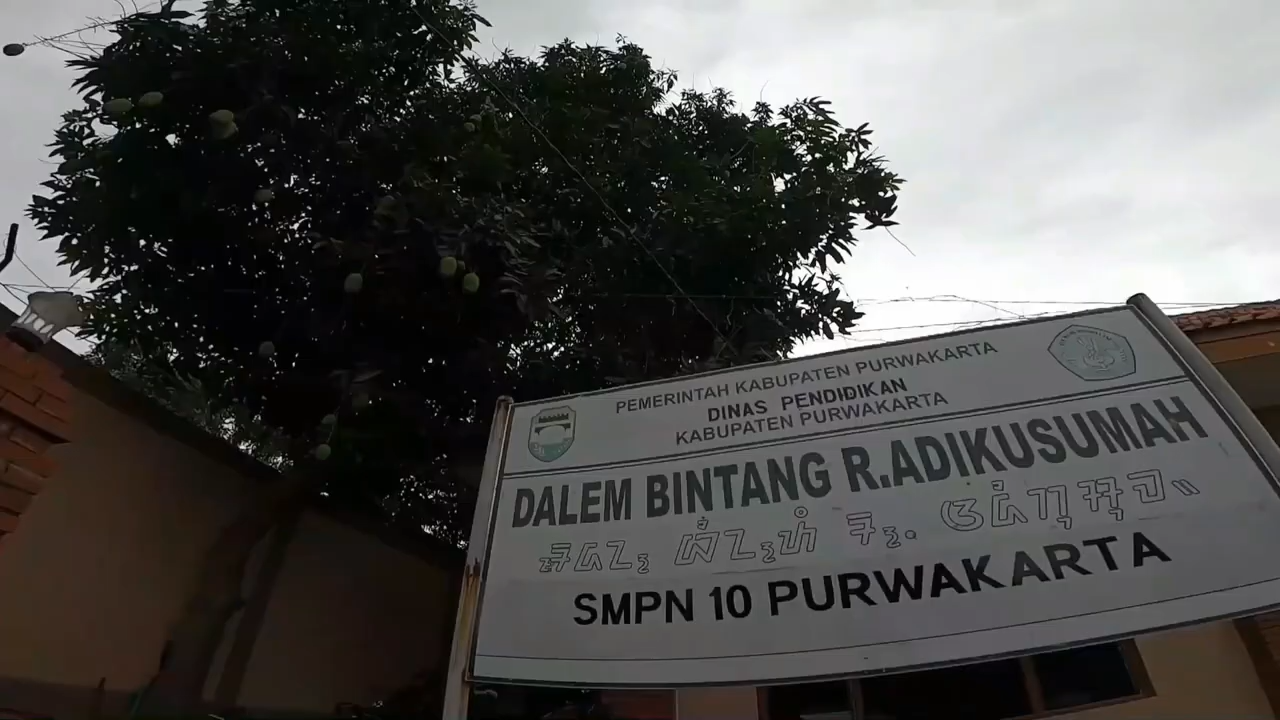 PEMERINTAH KABUPATEN PURWAKARTA
DINAS PENDIDIKAN
KABUPATEN PURWAKARTA
DALEM BINTANG R.ADIKUSUMAH
SMPN 10 PURWAKARTA